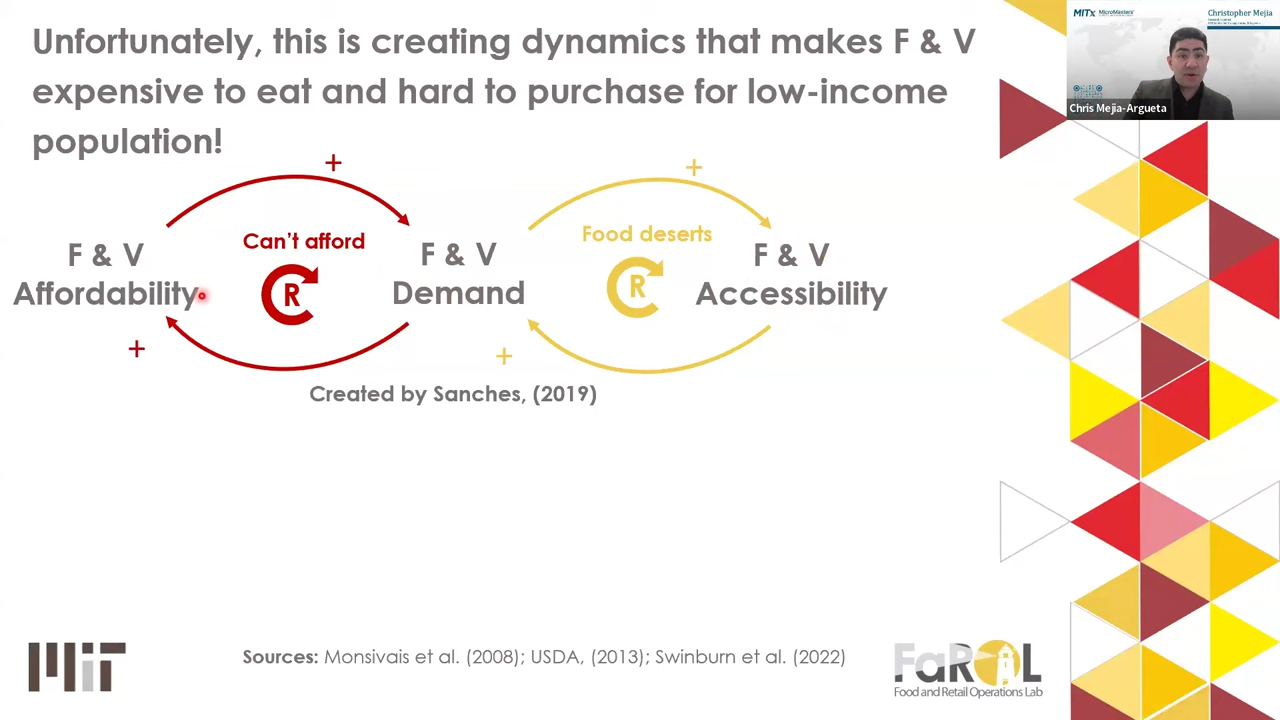 Unfortunately, this is creating dynamics that makes F & V
expensive to eat and hard to purchase for low-income
population!
MITx MicroMasters
Christopher Mejia
Chris Mejia-Argueta
+
+
Can't afford
Food deserts
F & V
Affordability
R
F & V
Demand
R
F & V
Accessibility
+
+
Created by Sanches, (2019)
MIT
Sources: Monsivais et al. (2008); USDA, (2013); Swinburn et al. (2022)
FaROL
Food and Retail Operations Lab